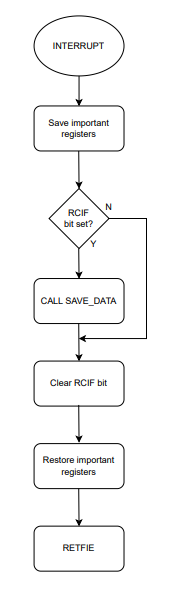 INTERRUPT
Save important
registers
RCIF
bit set?
N
Y
CALL SAVE_DATA
Clear RCIF bit
Restore important
registers
RETFIE